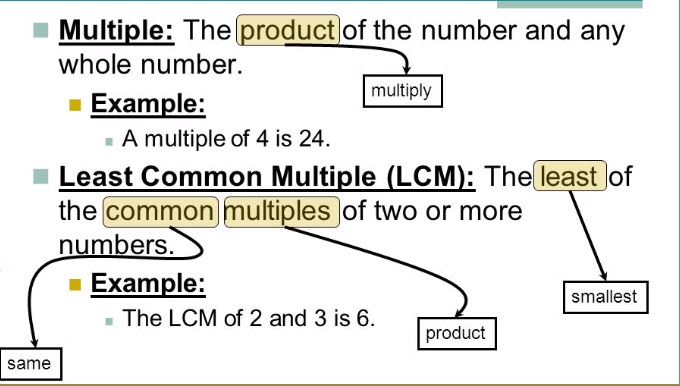 Multiple: The product of the number and any
whole number.
multiply
Example:
A multiple of 4 is 24.
Least Common Multiple (LCM): The least of
the common multiples of two or more
numbers.
Example:
smallest
The LCM of 2 and 3 is 6.
product
same